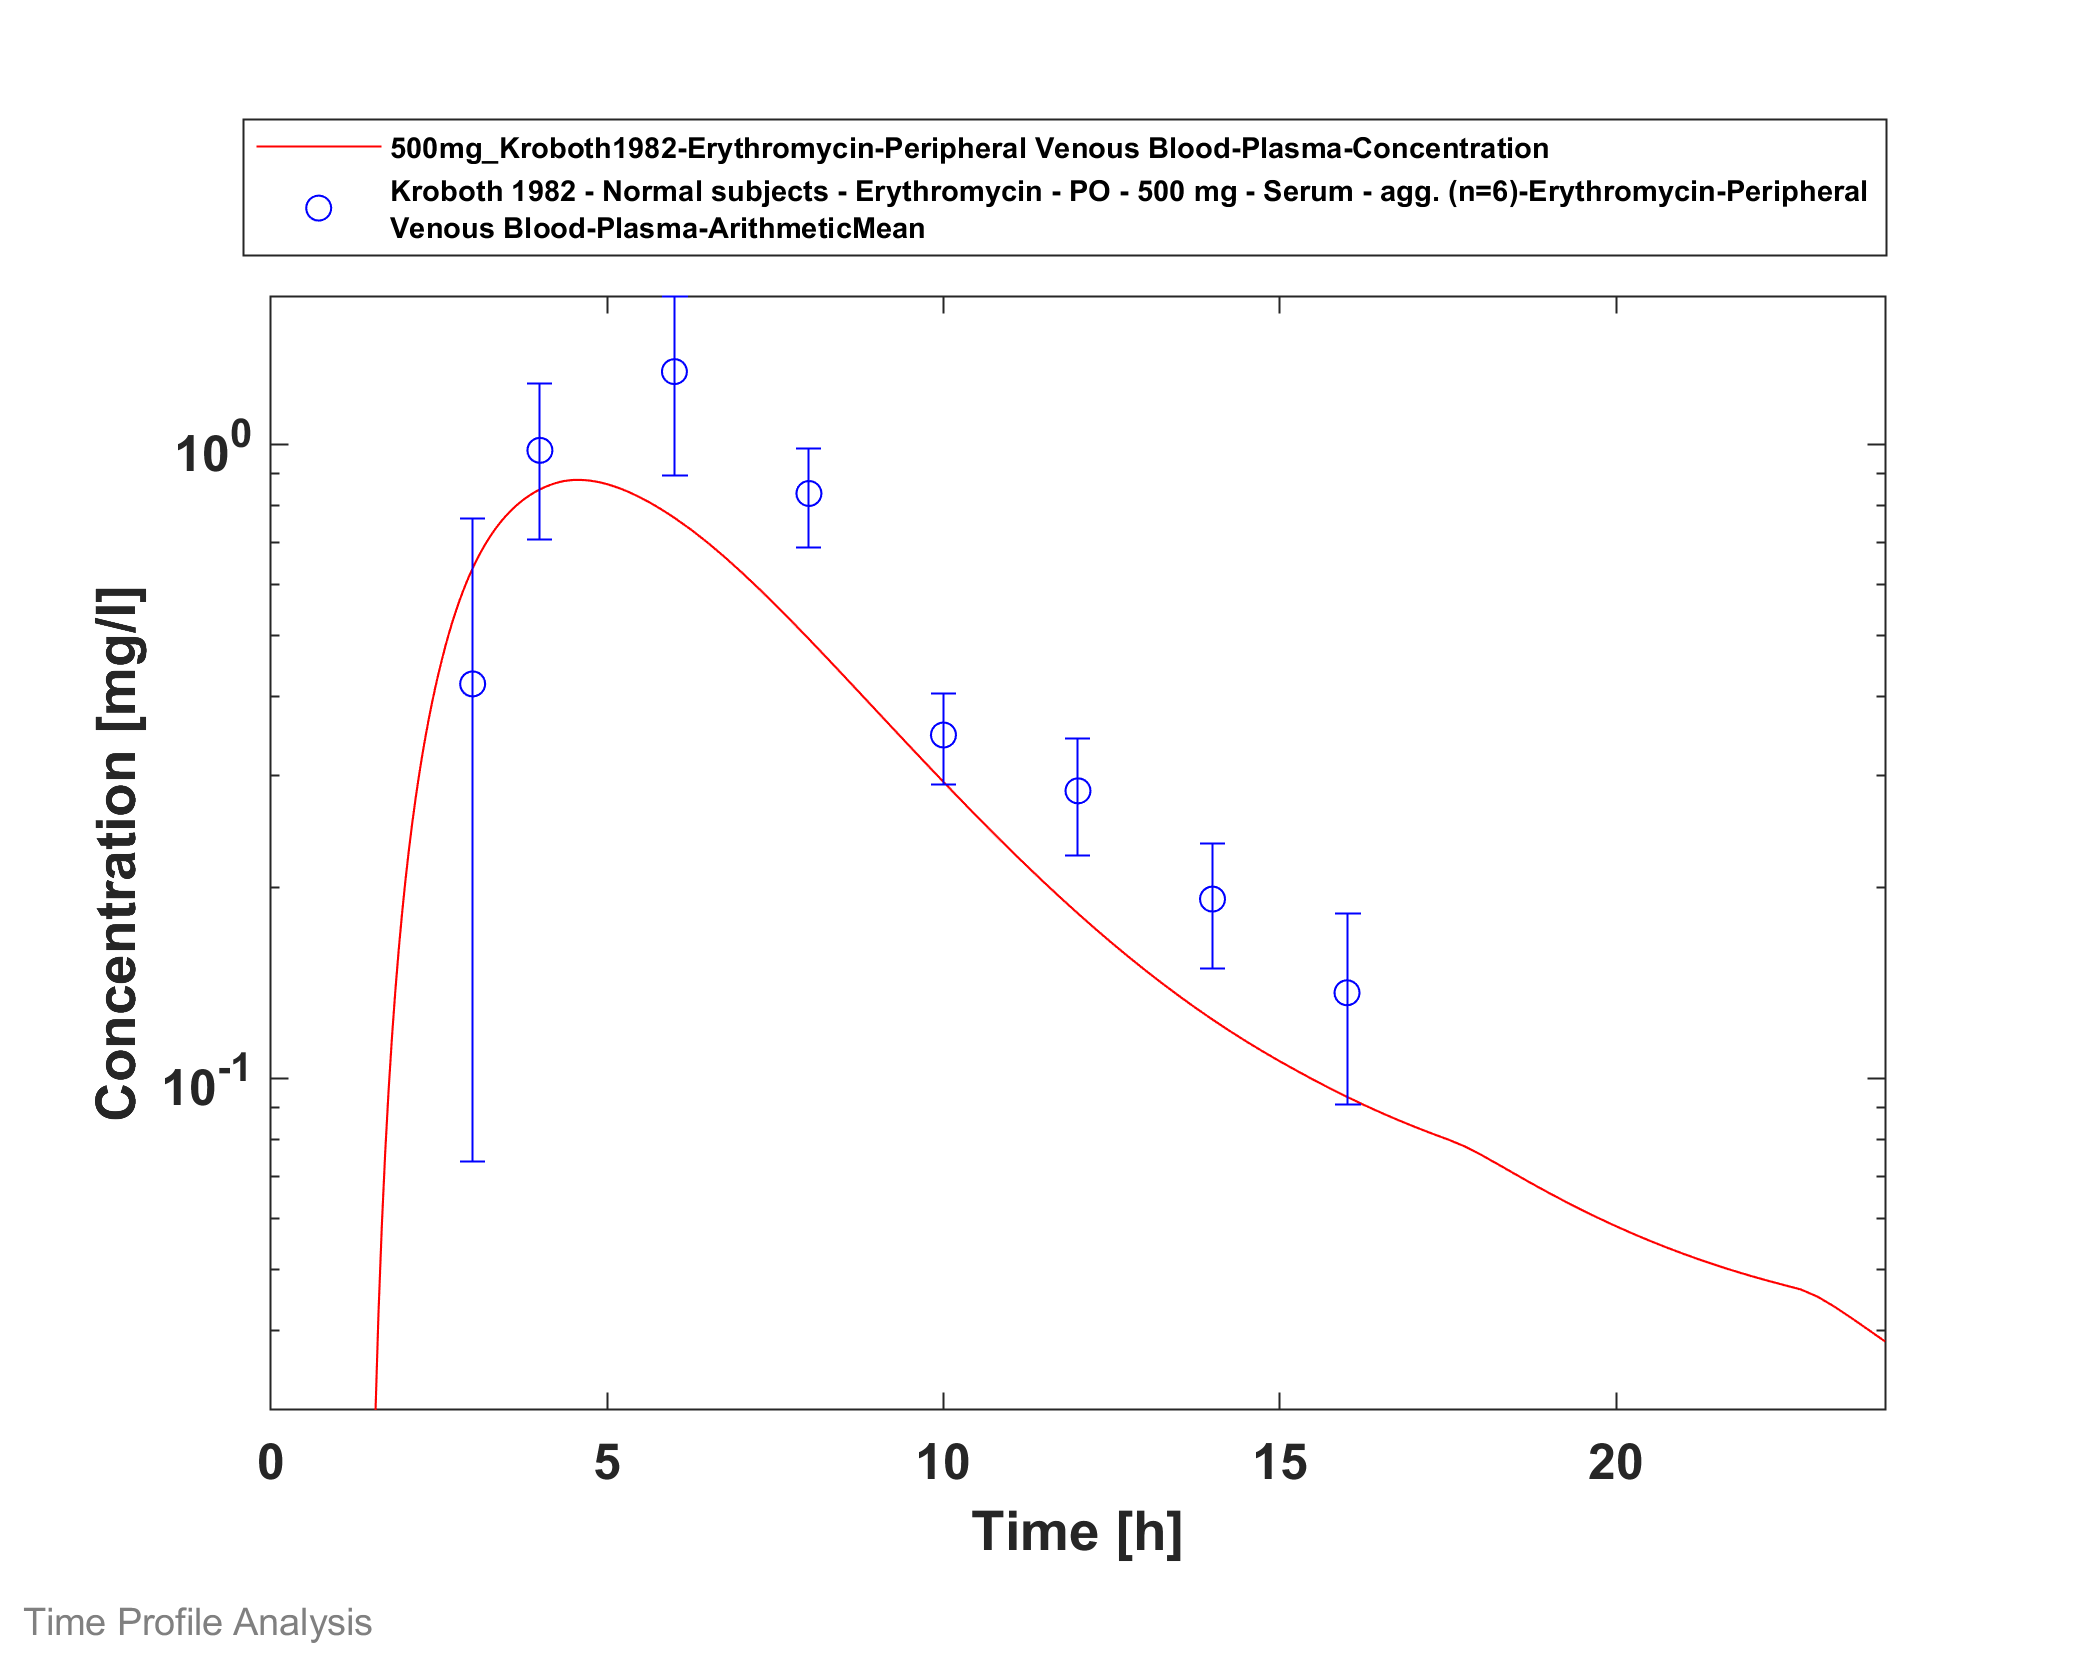 500mg_Kroboth1982-Erythromycin-Peripheral Venous Blood-Plasma-Concentration
Kroboth 1982 - Normal subjects - Erythromycin - PO - 500 mg - Serum - agg. (n=6)-Erythromycin-Peripheral
Venous Blood-Plasma-ArithmeticMean
10^0
10^-1
Concentration [mg/l]
0 5 10 15 20
Time [h]
Time Profile Analysis